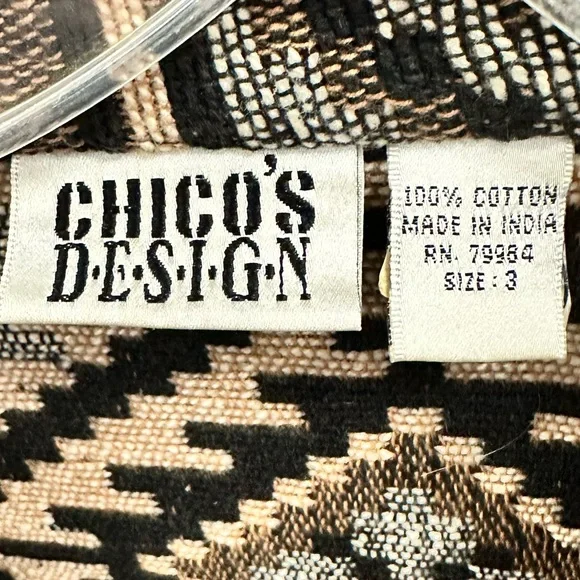 CHICO'S
D·E·S·I·G·N
100% COTTON
MADE IN INDIA
RN. 79984
SIZE: 3